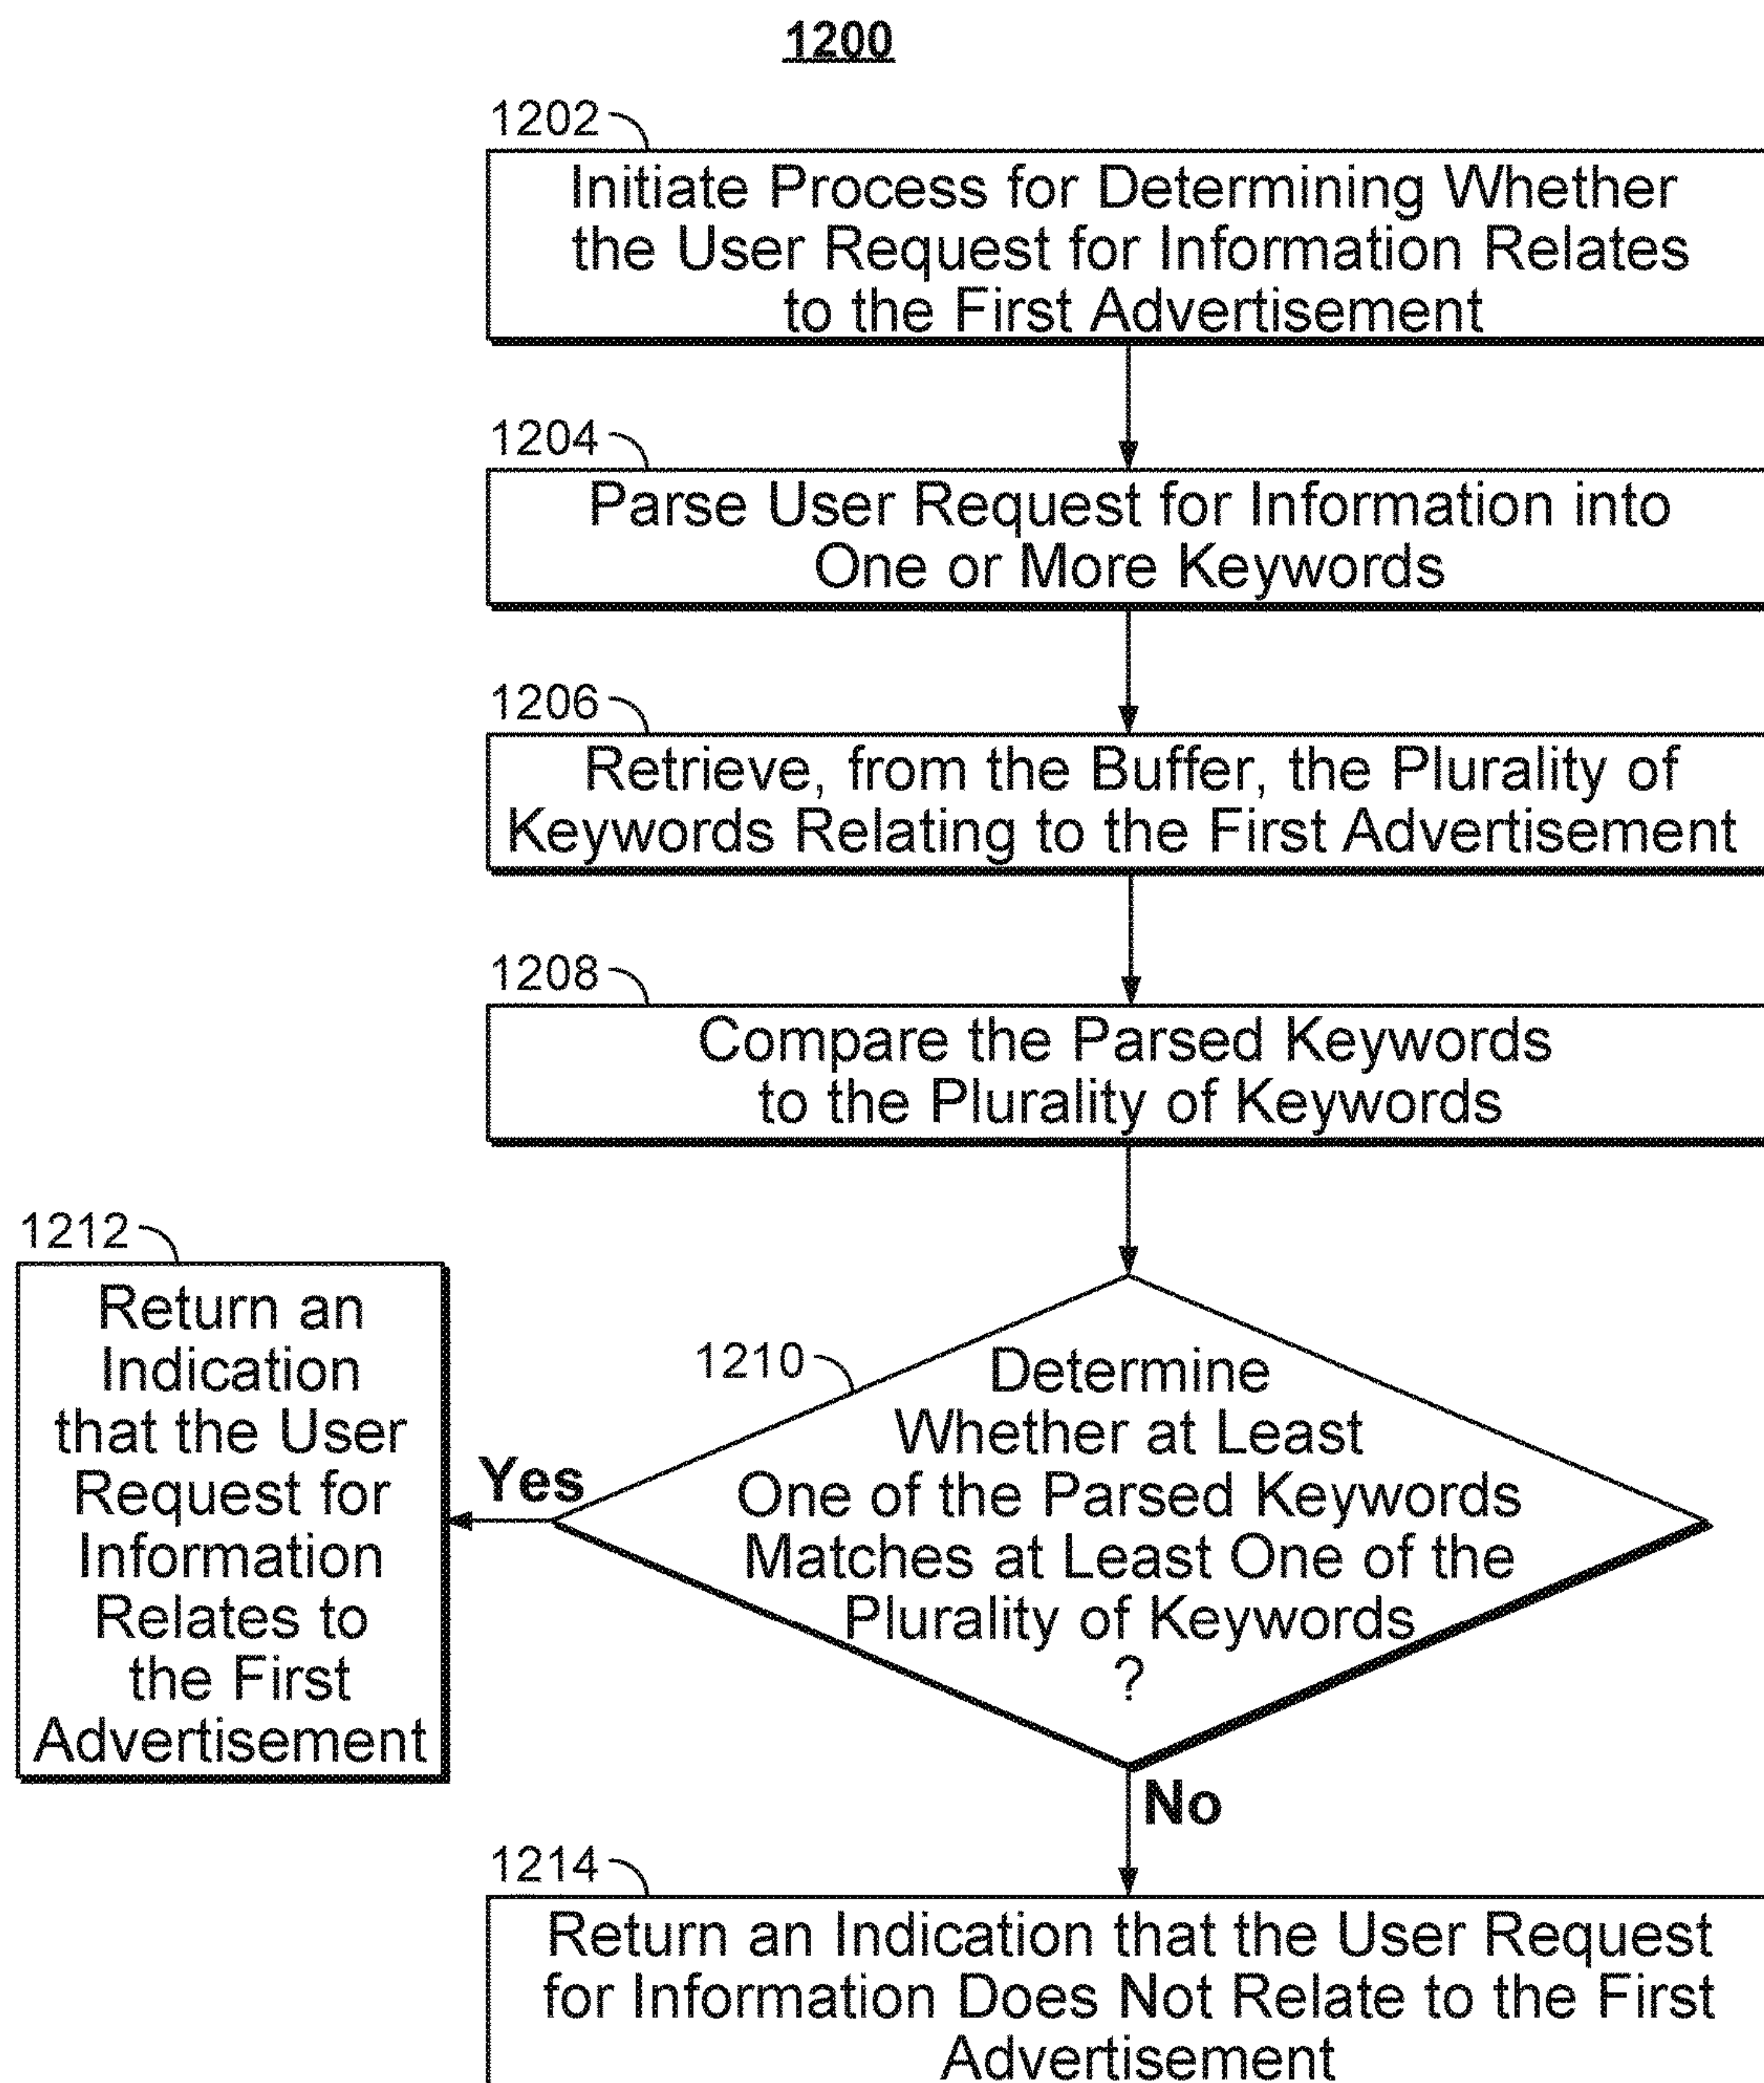 1200
1202
Initiate Process for Determining Whether
the User Request for Information Relates
to the First Advertisement
1204
Parse User Request for Information into
One or More Keywords
1206
Retrieve, from the Buffer, the Plurality of
Keywords Relating to the First Advertisement
1208
Compare the Parsed Keywords
to the Plurality of Keywords
1210
Determine
Whether at Least
One of the Parsed Keywords
Matches at Least One of the
Plurality of Keywords
?
Yes
1212
Return an
Indication
that the User
Request for
Information
Relates to
the First
Advertisement
No
1214
Return an Indication that the User Request
for Information Does Not Relate to the First
Advertisement